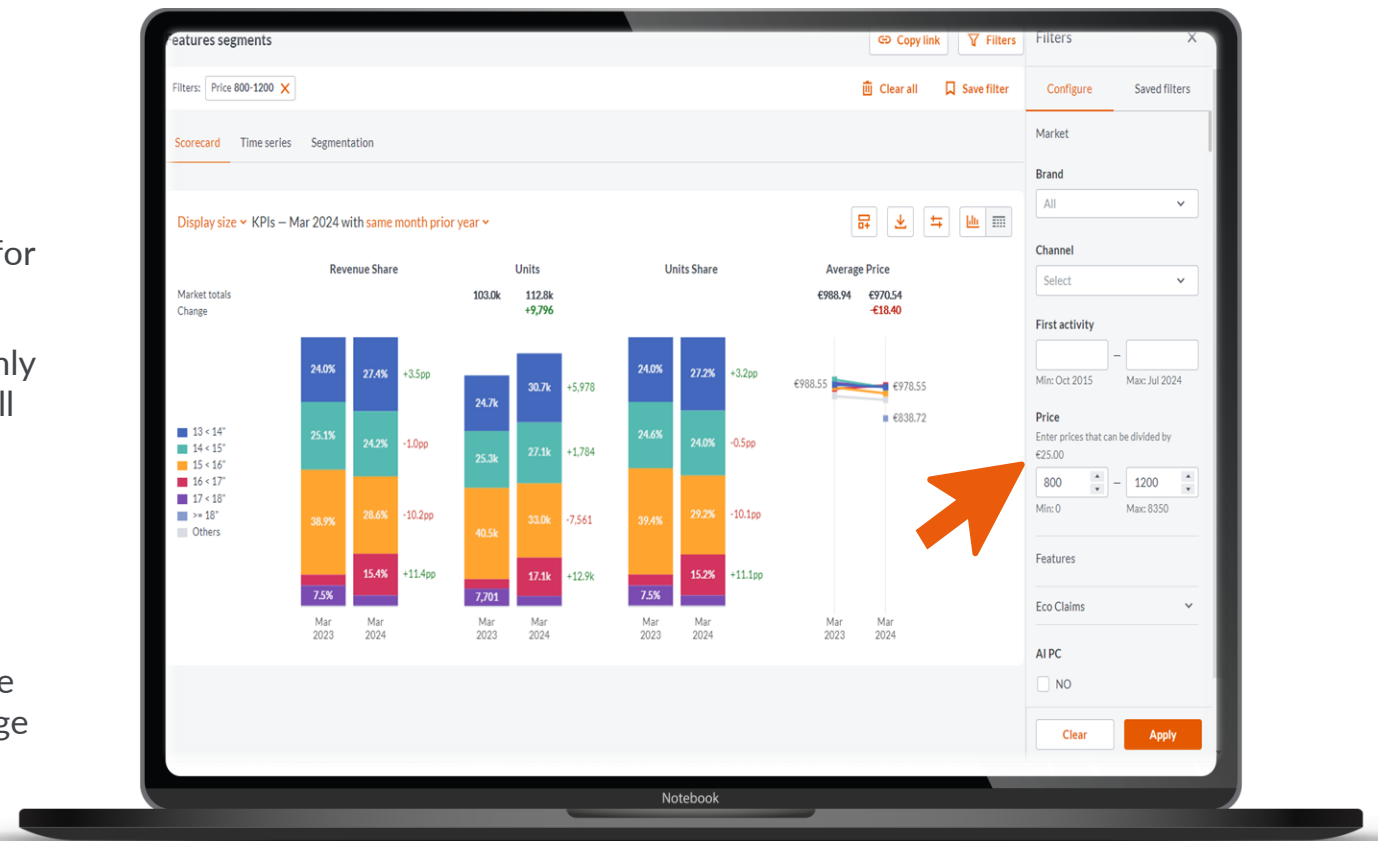 for
nly
ll
e
ge
eatures segments
Copy link
Filters
Filters: Price 800-1200 X
Clear all
Save filter
Scorecard Time series Segmentation
Display size KPIs – Mar 2024 with same month prior year
Revenue Share Units Units Share Average Price
Market totals 103.0k 112.8k €988.94 €970.54
Change +9,796 -€18.40
13 < 14"
14 < 15"
15 < 16"
16 < 17"
17 < 18"
>= 18"
Others
24.0% 27.4% +3.5pp
25.1% 24.2% -1.0pp
38.9% 28.6% -10.2pp
15.4% +11.4pp
7.5%
Mar Mar
2023 2024
24.7k 30.7k +5,978
25.3k 27.1k +1,784
40.5k 33.0k -7,561
17.1k +12.9k
7,701
Mar Mar
2023 2024
24.0% 27.2% +3.2pp
24.6% 24.0% -0.5pp
39.4% 29.2% -10.1pp
15.2% +11.1pp
7.5%
Mar Mar
2023 2024
€988.55 €978.55
€838.72
Mar Mar
2023 2024
Filters X
Configure Saved filters
Market
Brand
All
Channel
Select
First activity
–
Min: Oct 2015 Max: Jul 2024
Price
Enter prices that can be divided by
€25.00
800 – 1200
Min: 0 Max: 8350
Features
Eco Claims
AI PC
NO
Clear Apply
Notebook